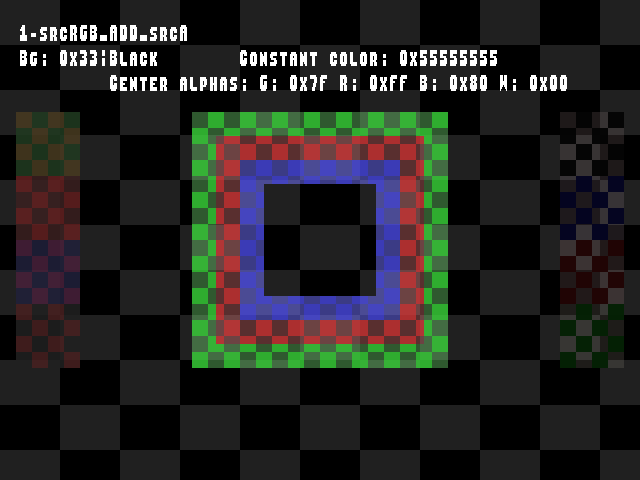 1-srcRGB_ADD_srcA
Bg: 0x33¦Black Constant color: 0x55555555
Center alphas: G: 0x7f R: 0xff B: 0x80 W: 0x00